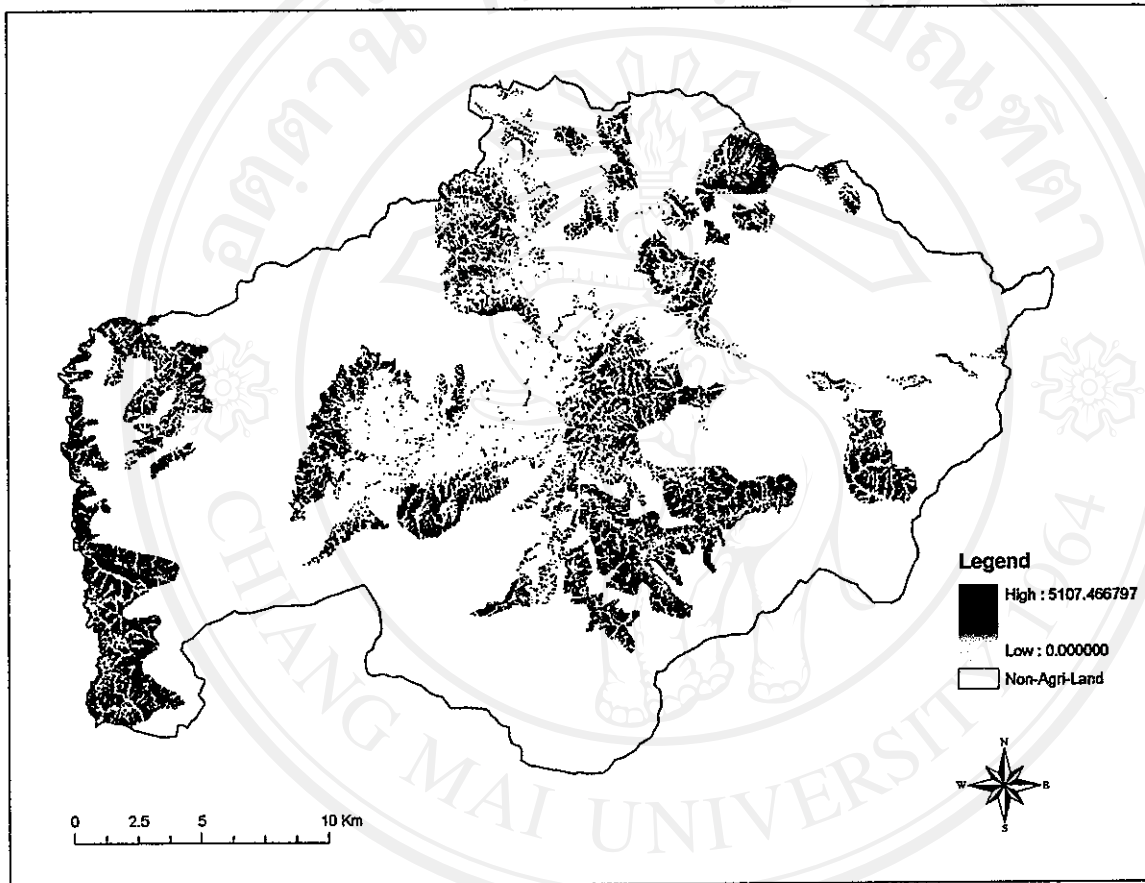 CHIANG MAI UNIVERSITY 1964
Legend
High : 5107.466797
Low : 0.000000
Non-Agri-Land
N
W
E
S
0 2.5 5 10 Km